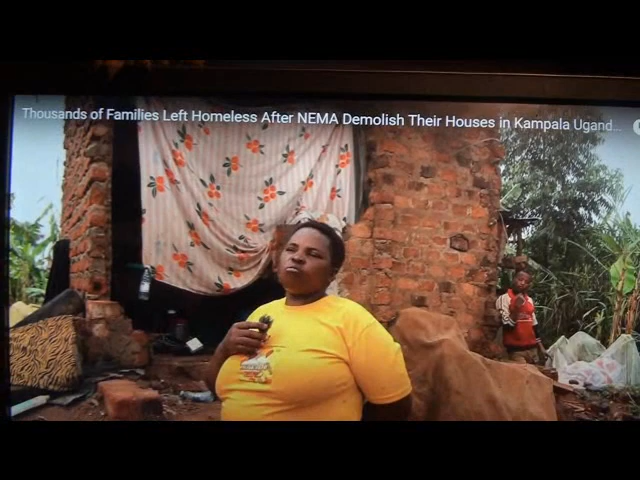 Thousands of Families Left Homeless After NEMA Demolish Their Houses in Kampala Ugand...